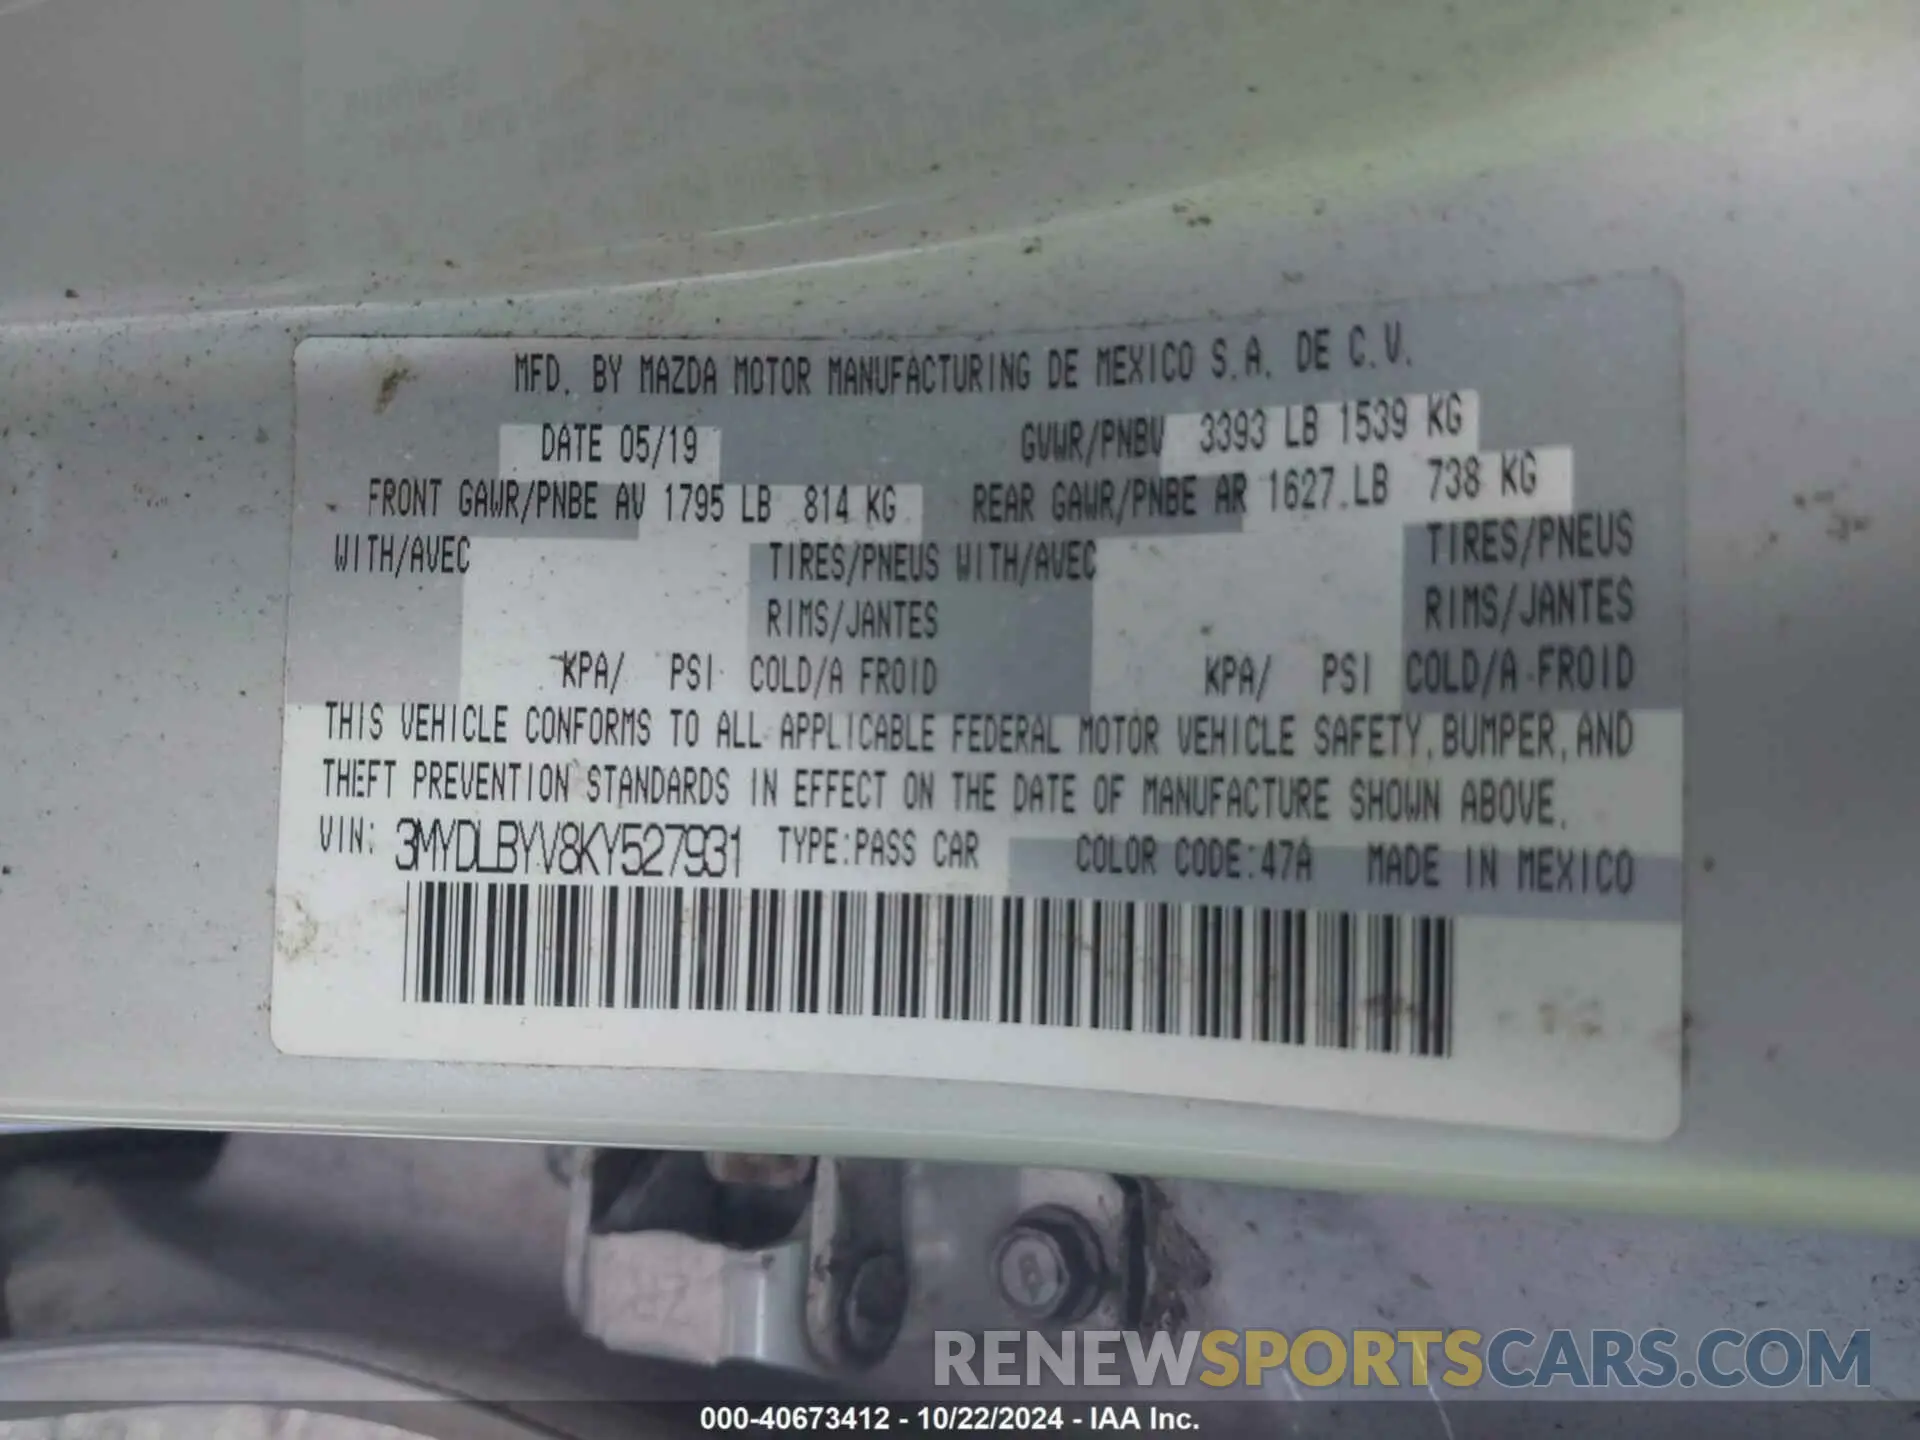 MFD. BY MAZDA MOTOR MANUFACTURING DE MEXICO S.A. DE C.V.
DATE 05/19 GVWR/PNBV 3393 LB 1539 KG
FRONT GAWR/PNBE AV 1795 LB 814 KG REAR GAWR/PNBE AR 1627.LB 738 KG
WITH/AVEC TIRES/PNEUS WITH/AVEC TIRES/PNEUS
RIMS/JANTES RIMS/JANTES
KPA/ PSI COLD/A FROID KPA/ PSI COLD/A FROID
THIS VEHICLE CONFORMS TO ALL APPLICABLE FEDERAL MOTOR VEHICLE SAFETY, BUMPER, AND
THEFT PREVENTION STANDARDS IN EFFECT ON THE DATE OF MANUFACTURE SHOWN ABOVE.
VIN: 3MYDLBYV8KY527931 TYPE:PASS CAR COLOR CODE:47A MADE IN MEXICO
RENEWSPORTSCARS.COM
000-40673412 - 10/22/2024 - IAA Inc.